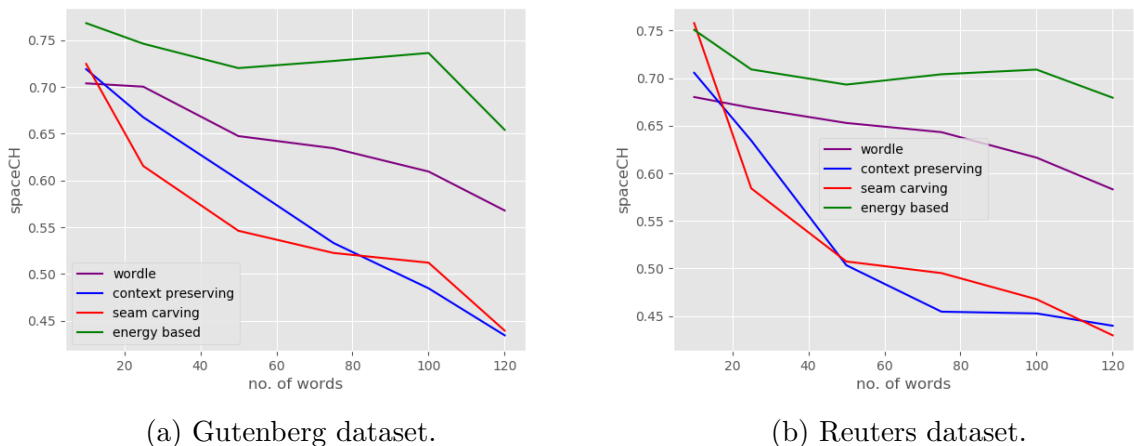 0.75
0.70
0.65
0.60
0.55
0.50
0.45
spaceCH
wordle
context preserving
seam carving
energy based
20 40 60 80 100 120
no. of words
(a) Gutenberg dataset.
0.75
0.70
0.65
0.60
0.55
0.50
0.45
spaceCH
wordle
context preserving
seam carving
energy based
20 40 60 80 100 120
no. of words
(b) Reuters dataset.